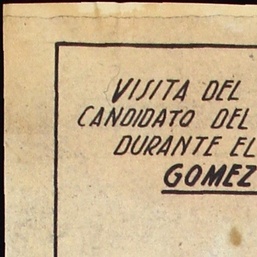 VISITA DEL
CANDIDATO DEL
DURANTE EL
GOMEZ